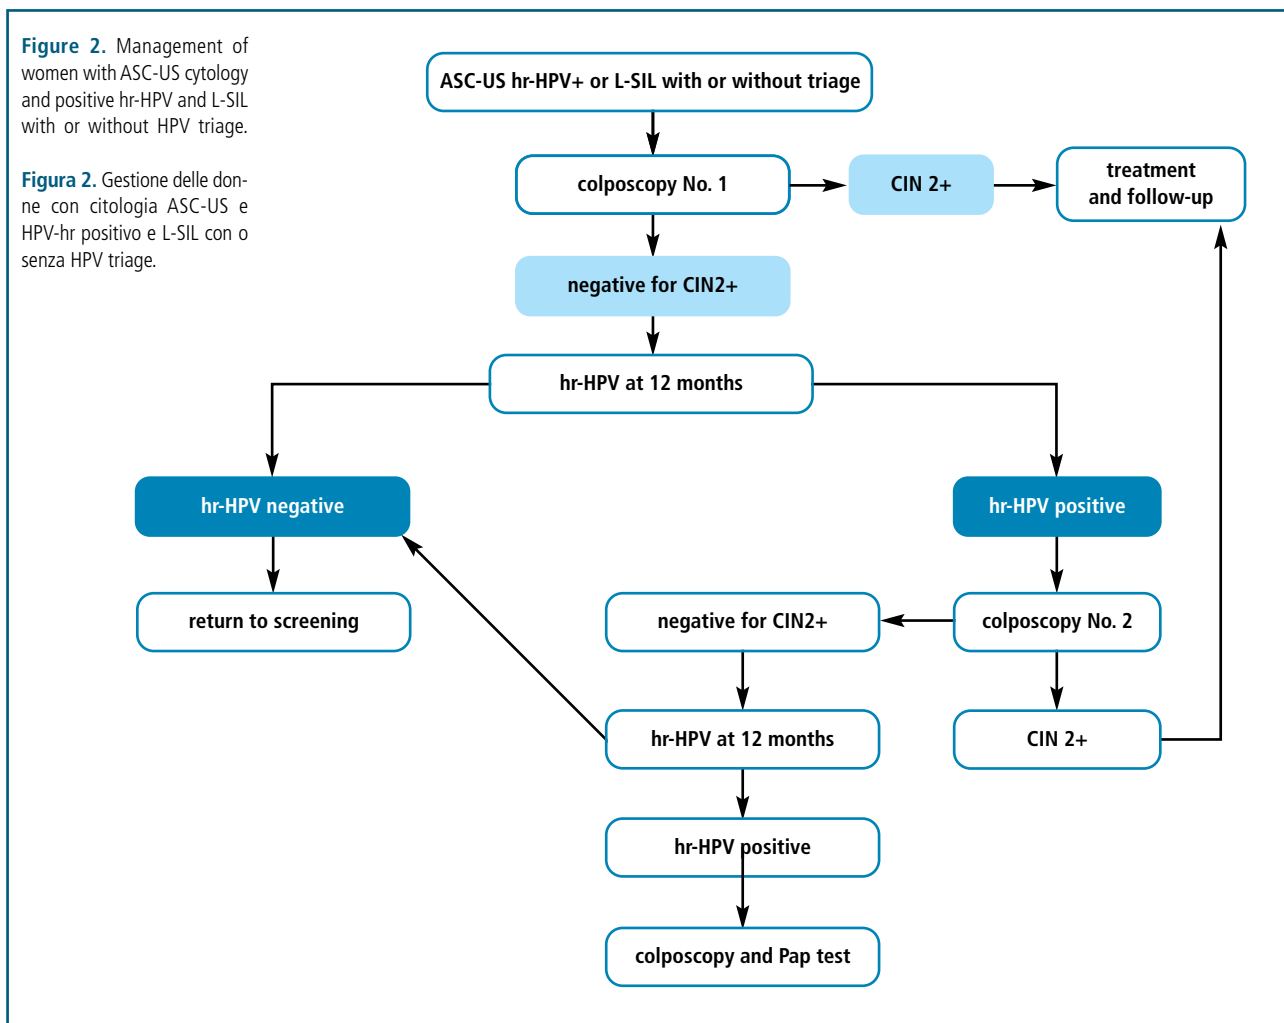 Figure 2. Management of
women with ASC-US cytology
and positive hr-HPV and L-SIL
with or without HPV triage.
Figura 2. Gestione delle don-
ne con citologia ASC-US e
HPV-hr positivo e L-SIL con o
senza HPV triage.
ASC-US hr-HPV+ or L-SIL with or without triage
colposcopy No. 1
CIN 2+
treatment
and follow-up
negative for CIN2+
hr-HPV at 12 months
hr-HPV negative
hr-HPV positive
return to screening
negative for CIN2+
colposcopy No. 2
hr-HPV at 12 months
CIN 2+
hr-HPV positive
colposcopy and Pap test